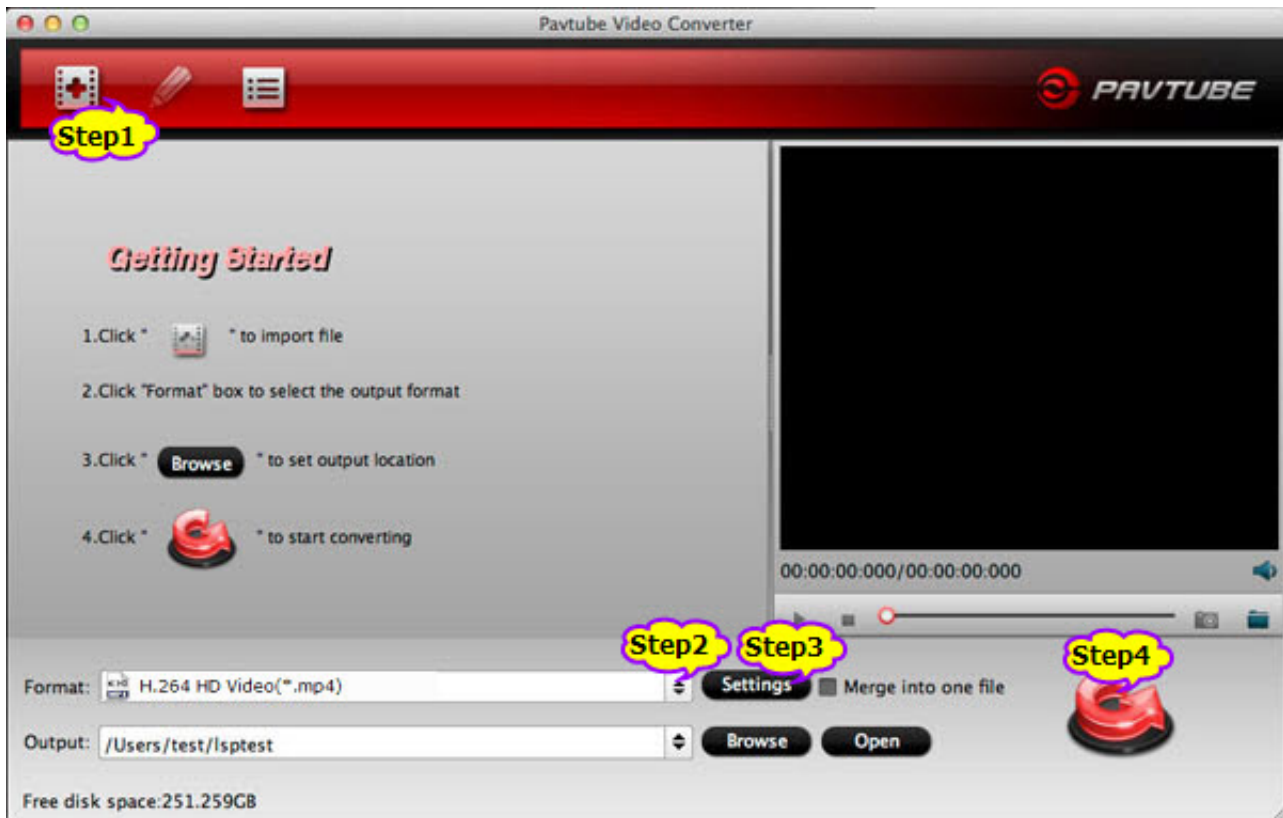 Pavtube Video Converter
PAVTUBE
Step1
Getting Started
1.Click " " to import file
2.Click "Format" box to select the output format
3.Click " Browse " to set output location
4.Click " " to start converting
00:00:00:000/00:00:00:000
Step2 Step3 Step4
Format: H.264 HD Video(*.mp4) Settings Merge into one file
Output: /Users/test/lsptest Browse Open
Free disk space:251.259GB